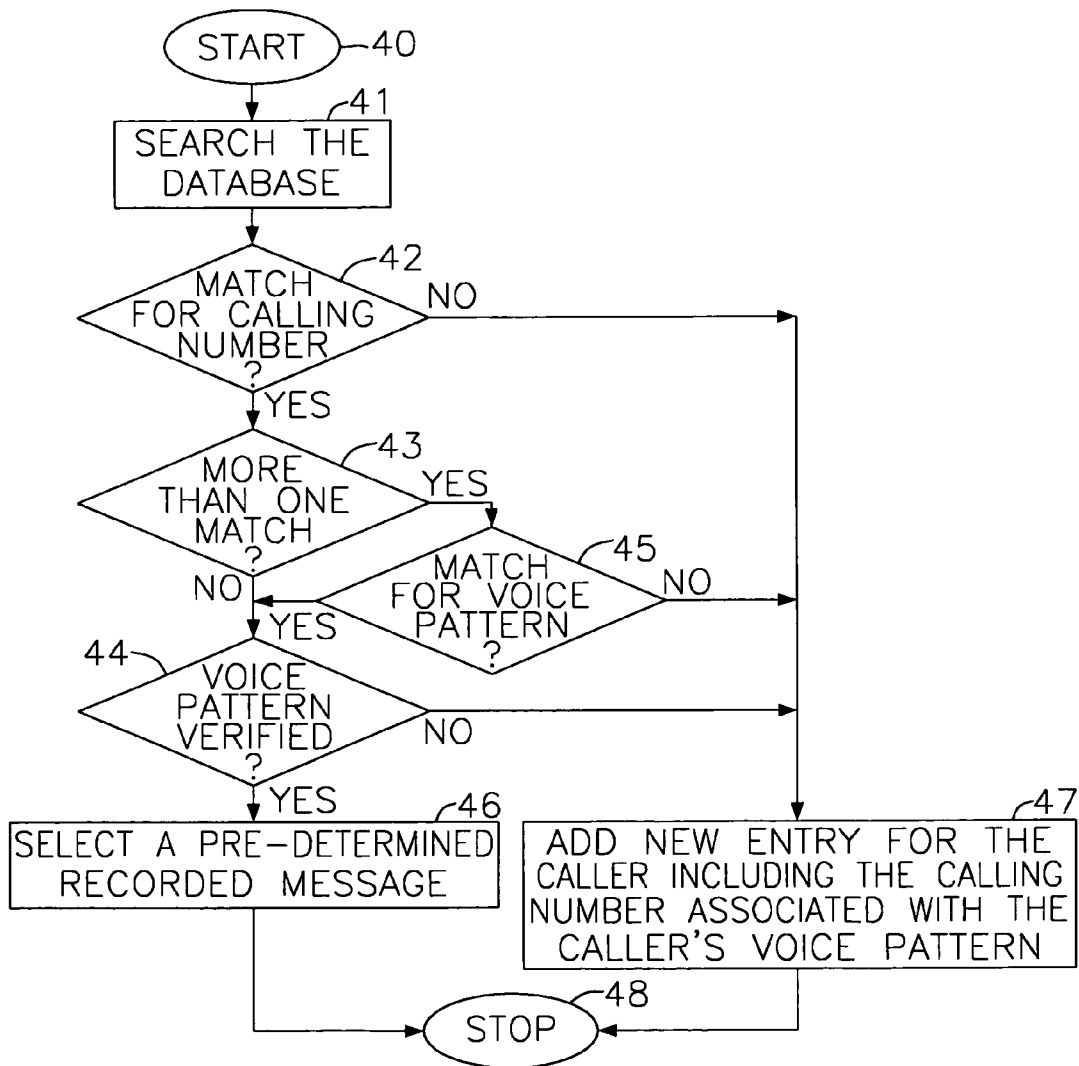 START
40
41
SEARCH THE
DATABASE
42
MATCH
FOR CALLING
NUMBER
?
NO
YES
43
MORE
THAN ONE
MATCH
?
YES
NO
45
MATCH
FOR VOICE
PATTERN
?
NO
YES
44
VOICE
PATTERN
VERIFIED
?
NO
YES
46
SELECT A PRE-DETERMINED
RECORDED MESSAGE
47
ADD NEW ENTRY FOR THE
CALLER INCLUDING THE CALLING
NUMBER ASSOCIATED WITH THE
CALLER'S VOICE PATTERN
48
STOP